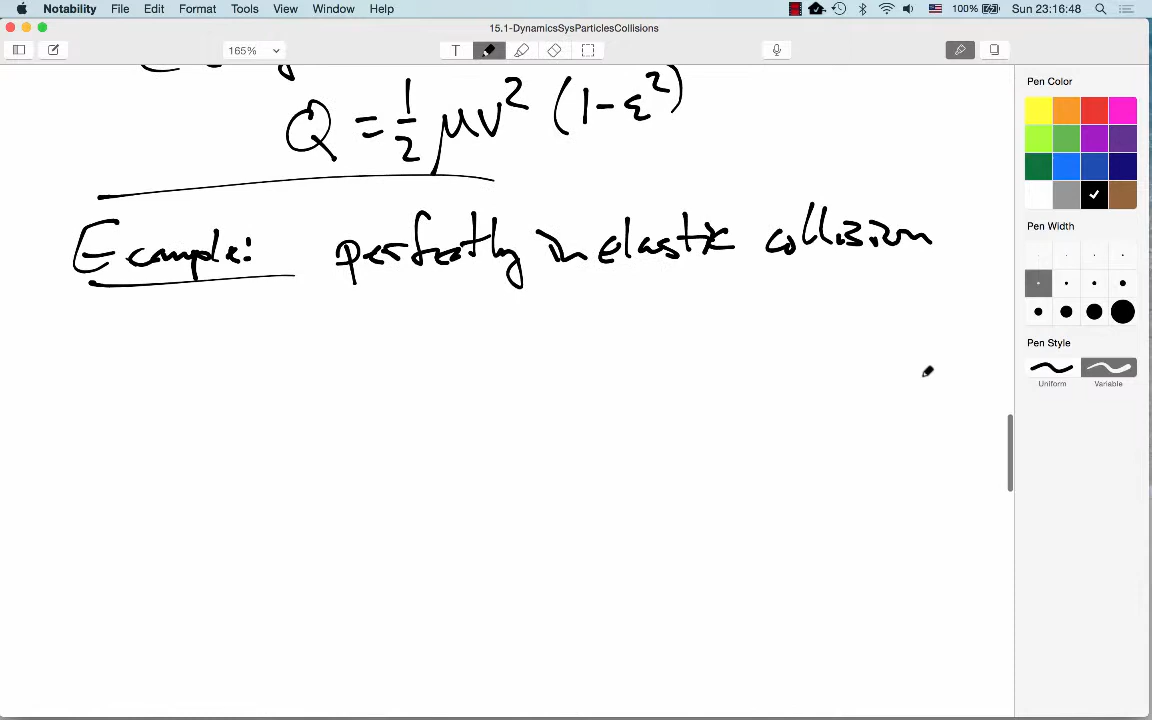 Notability File Edit Format Tools View Window Help 100% Sun 23:16:48
15.1-DynamicsSysParticlesCollisions
165% T
Q = 1/2 μv² (1-ε²)
Example: perfectly inelastic collision
Pen Color
Pen Width
Pen Style
Uniform Variable